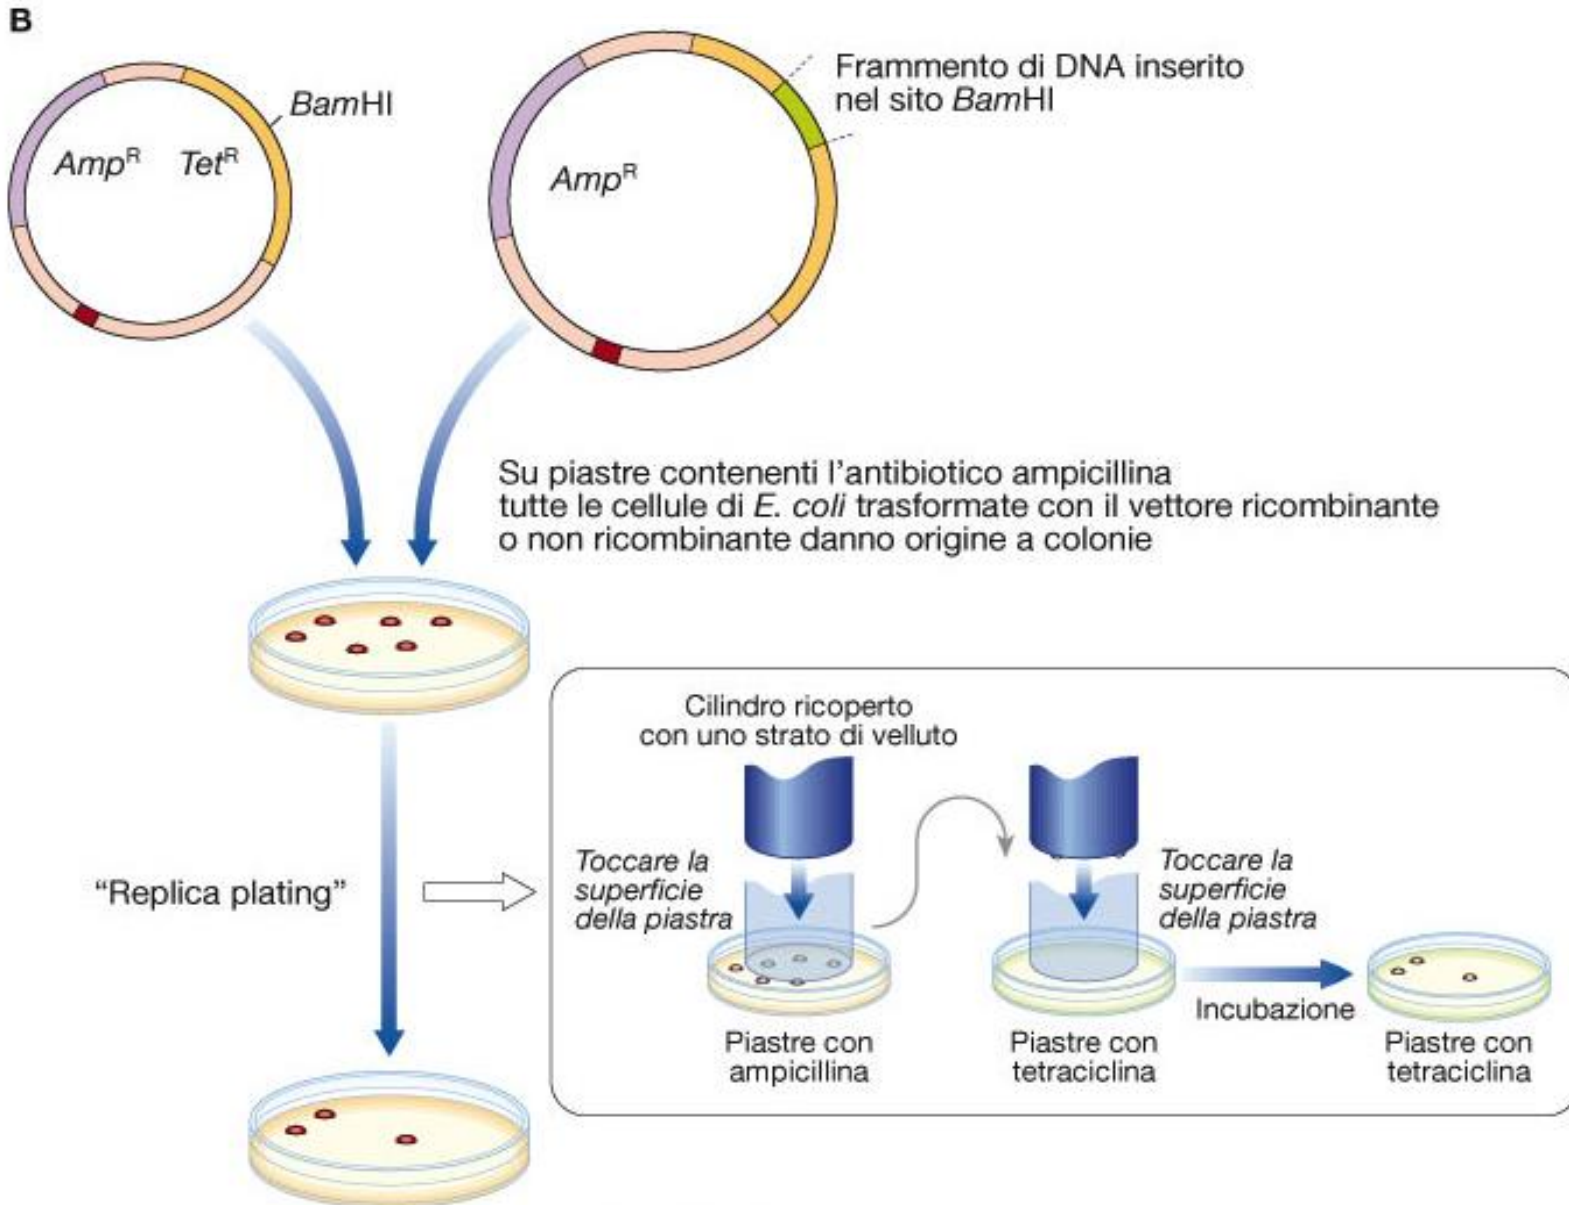 B
BamHI
Amp^R Tet^R
Frammento di DNA inserito
nel sito BamHI
Amp^R
Su piastre contenenti l'antibiotico ampicillina
tutte le cellule di E. coli trasformate con il vettore ricombinante
o non ricombinante danno origine a colonie
"Replica plating"
Cilindro ricoperto
con uno strato di velluto
Toccare la
superficie
della piastra
Toccare la
superficie
della piastra
Piastre con
ampicillina
Piastre con
tetraciclina
Incubazione
Piastre con
tetraciclina